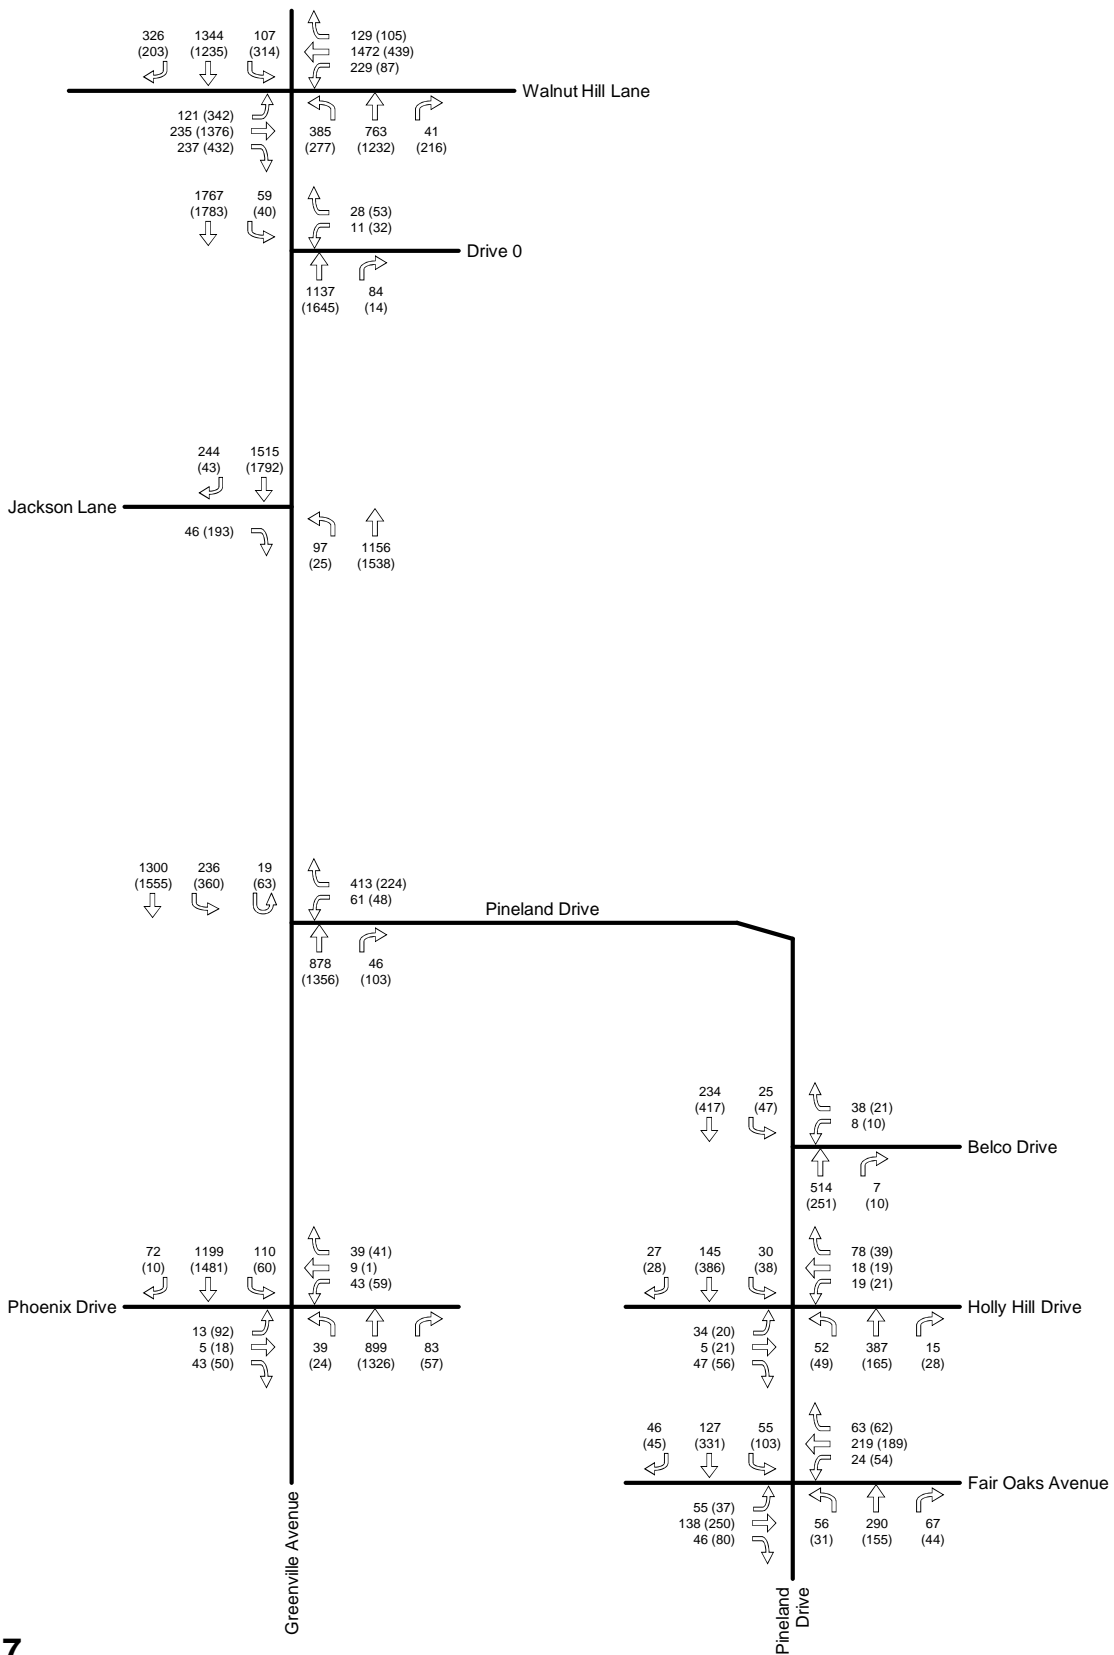 326 1344 107 129 (105)
(203) (1235) (314) 1472 (439)
229 (87)
Walnut Hill Lane
121 (342)
235 (1376) 385 763 41
237 (432) (277) (1232) (216)
1767 59
(1783) (40) 28 (53)
11 (32)
Drive 0
1137 84
(1645) (14)
244 1515
(43) (1792)
Jackson Lane
46 (193)
97 1156
(25) (1538)
1300 236 19
(1555) (360) (63) 413 (224)
61 (48)
Pineland Drive
878 46
(1356) (103)
234 25
(417) (47) 38 (21)
8 (10)
Belco Drive
514 7
(251) (10)
72 1199 110 39 (41)
(10) (1481) (60) 9 (1)
43 (59)
Phoenix Drive
13 (92)
5 (18) 39 899 83
43 (50) (24) (1326) (57)
27 145 30 78 (39)
(28) (386) (38) 18 (19)
19 (21)
Holly Hill Drive
34 (20)
5 (21) 52 387 15
47 (56) (49) (165) (28)
46 127 55 63 (62)
(45) (331) (103) 219 (189)
24 (54)
Fair Oaks Avenue
55 (37)
138 (250) 56 290 67
46 (80) (31) (155) (44)
Greenville Avenue
Pineland
Drive
7